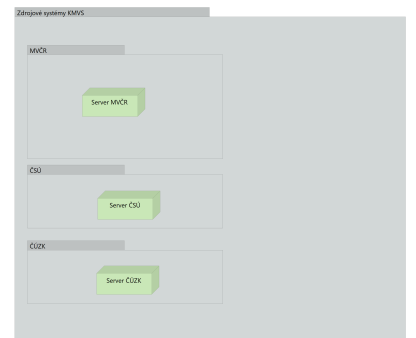 Zdrojové systémy KMVS
MVČR
Server MVČR
ČSÚ
Server ČSÚ
ČÚZK
Server ČÚZK